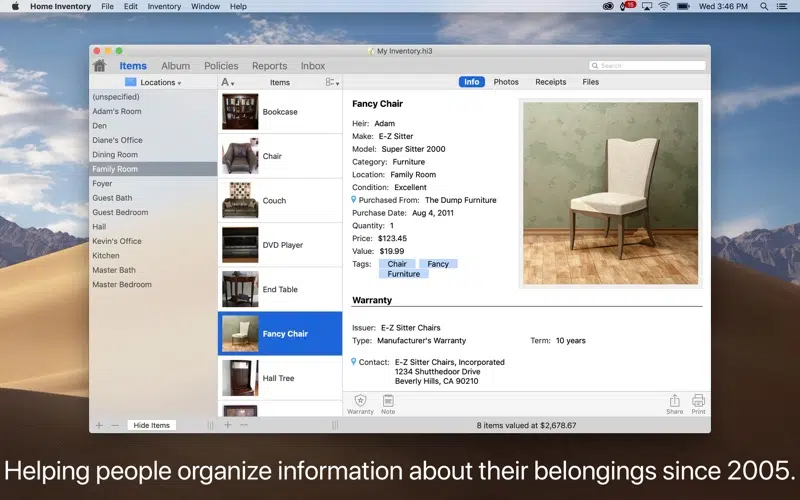 Home Inventory File Edit Inventory Window Help
15 Wed 3:46 PM
My Inventory.hi3
Items Album Policies Reports Inbox
Search
Locations
A Items
Info Photos Receipts Files
(unspecified)
Adam's Room
Den
Diane's Office
Dining Room
Family Room
Foyer
Guest Bath
Guest Bedroom
Hall
Kevin's Office
Kitchen
Master Bath
Master Bedroom
Bookcase
Chair
Couch
DVD Player
End Table
Fancy Chair
Hall Tree
Fancy Chair
Heir: Adam
Make: E-Z Sitter
Model: Super Sitter 2000
Category: Furniture
Location: Family Room
Condition: Excellent
Purchased From: The Dump Furniture
Purchase Date: Aug 4, 2011
Quantity: 1
Price: $123.45
Value: $19.99
Tags: Chair Fancy
Furniture
Warranty
Issuer: E-Z Sitter Chairs
Type: Manufacturer's Warranty Term: 10 years
Contact: E-Z Sitter Chairs, Incorporated
1234 Shutthedoor Drive
Beverly Hills, CA 90210
Warranty Note Share Print
Hide Items
8 items valued at $2,678.67
Helping people organize information about their belongings since 2005.